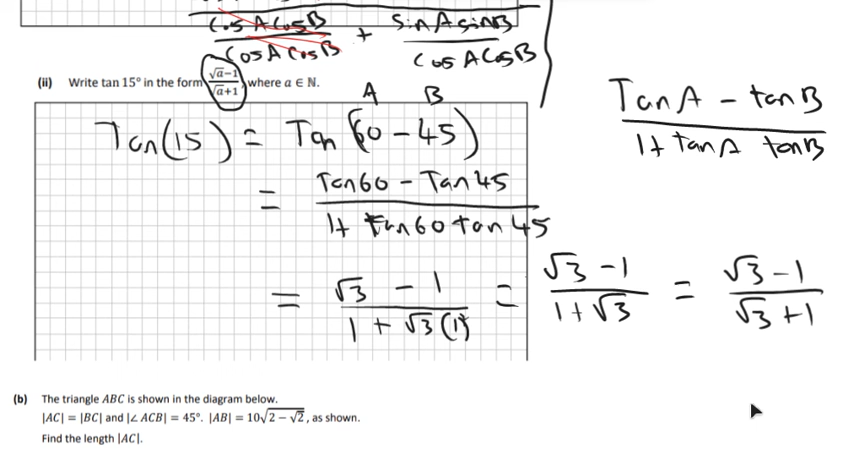 Cos A Cos B / Cos A Cos B + Sin A Sin B / Cos A Cos B
(ii) Write tan 15° in the form √a−1 / √a+1, where a ∈ ℕ.
A B
Tan A − tan B / 1+ tan A tan B
Tan(15) = Tan (60 − 45)
= Tan60 − Tan45 / 1+ tan60 tan 45
= √3 − 1 / 1 + √3 (1) = √3 −1 / 1+√3 = √3 −1 / √3 +1
(b) The triangle ABC is shown in the diagram below.
|AC| = |BC| and |∠ ACB| = 45°. |AB| = 10√2 − √2, as shown.
Find the length |AC|.